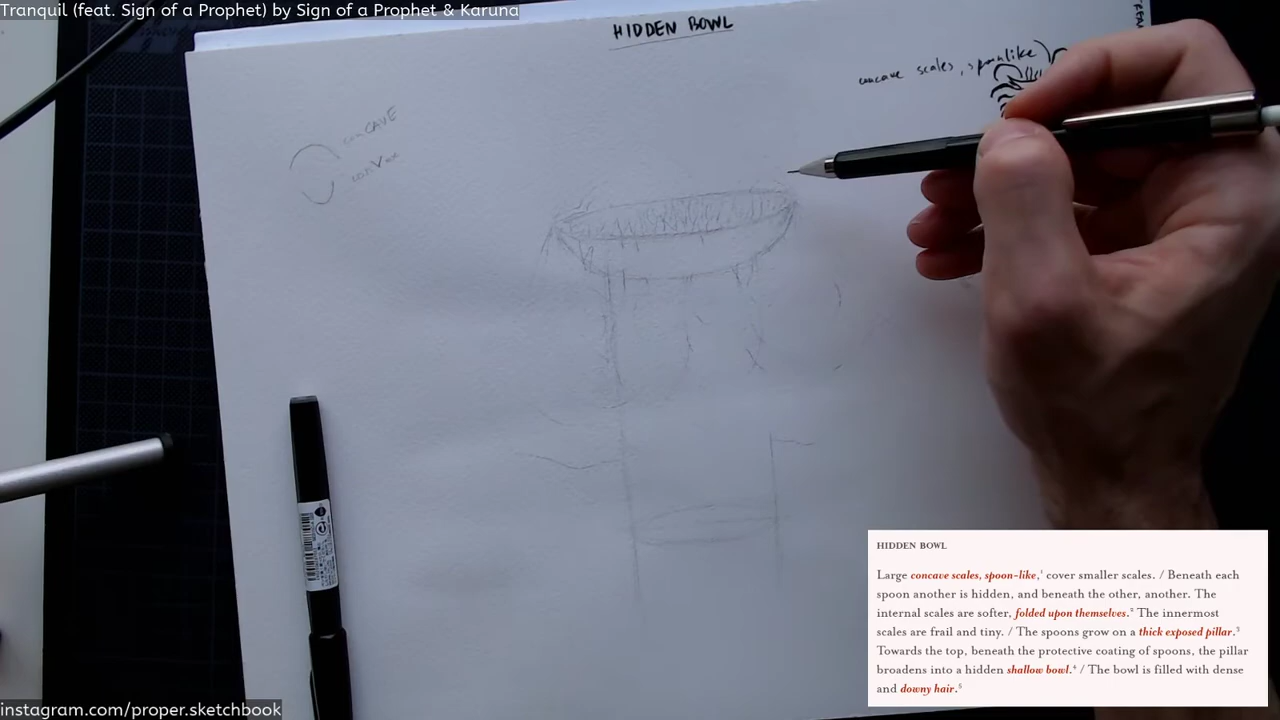 Tranquil (feat. Sign of a Prophet) by Sign of a Prophet & Karuna
HIDDEN BOWL
concave scales, spoonlike)
conCAVE
conVex
HIDDEN BOWL
Large concave scales, spoon-like,¹ cover smaller scales. / Beneath each
spoon another is hidden, and beneath the other, another. The
internal scales are softer, folded upon themselves.² The innermost
scales are frail and tiny. / The spoons grow on a thick exposed pillar.³
Towards the top, beneath the protective coating of spoons, the pillar
broadens into a hidden shallow bowl.⁴ / The bowl is filled with dense
and downy hair.⁵
instagram.com/proper.sketchbook